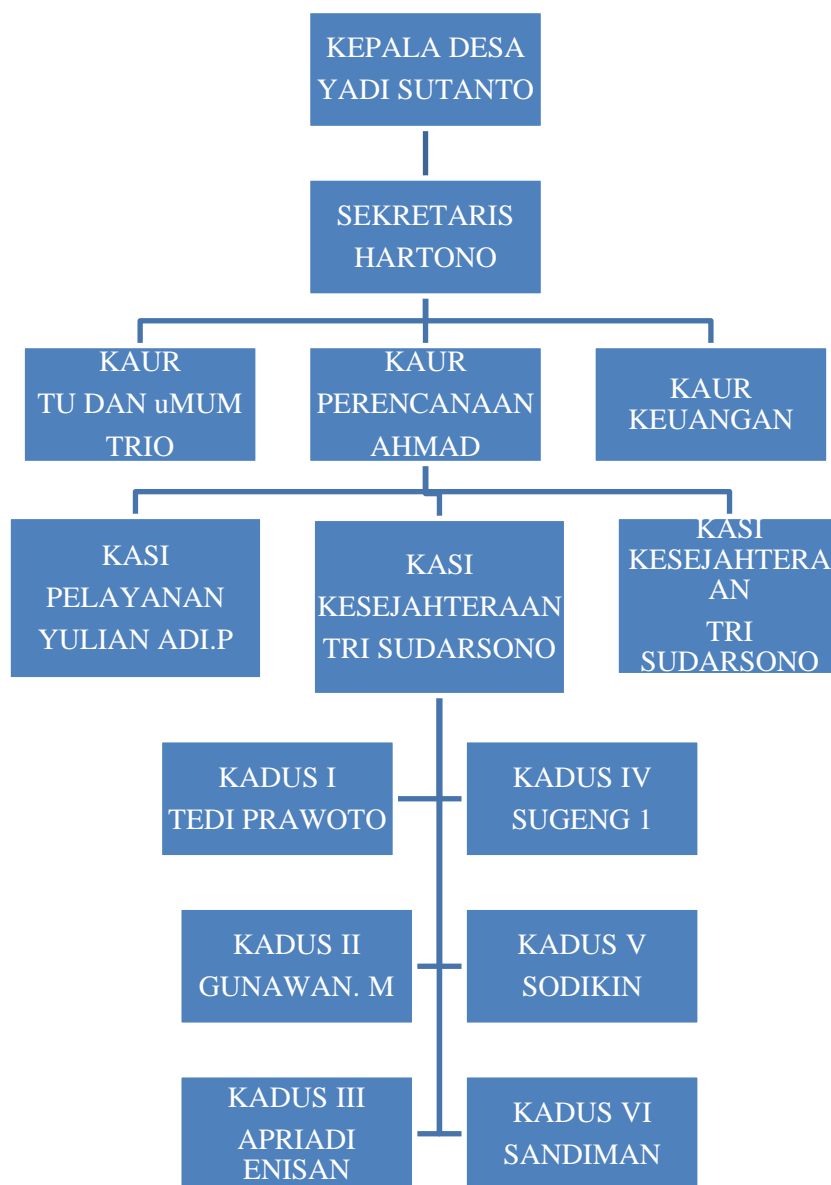 KEPALA DESA
YADI SUTANTO
SEKRETARIS
HARTONO
KAUR
TU DAN uMUM
TRIO
KAUR
PERENCANAAN
AHMAD
KAUR
KEUANGAN
KASI
PELAYANAN
YULIAN ADI.P
KASI
KESEJAHTERAAN
TRI SUDARSONO
KASI
KESEJAHTERA
AN
TRI
SUDARSONO
KADUS I
TEDI PRAWOTO
KADUS IV
SUGENG 1
KADUS II
GUNAWAN. M
KADUS V
SODIKIN
KADUS III
APRIADI
ENISAN
KADUS VI
SANDIMAN